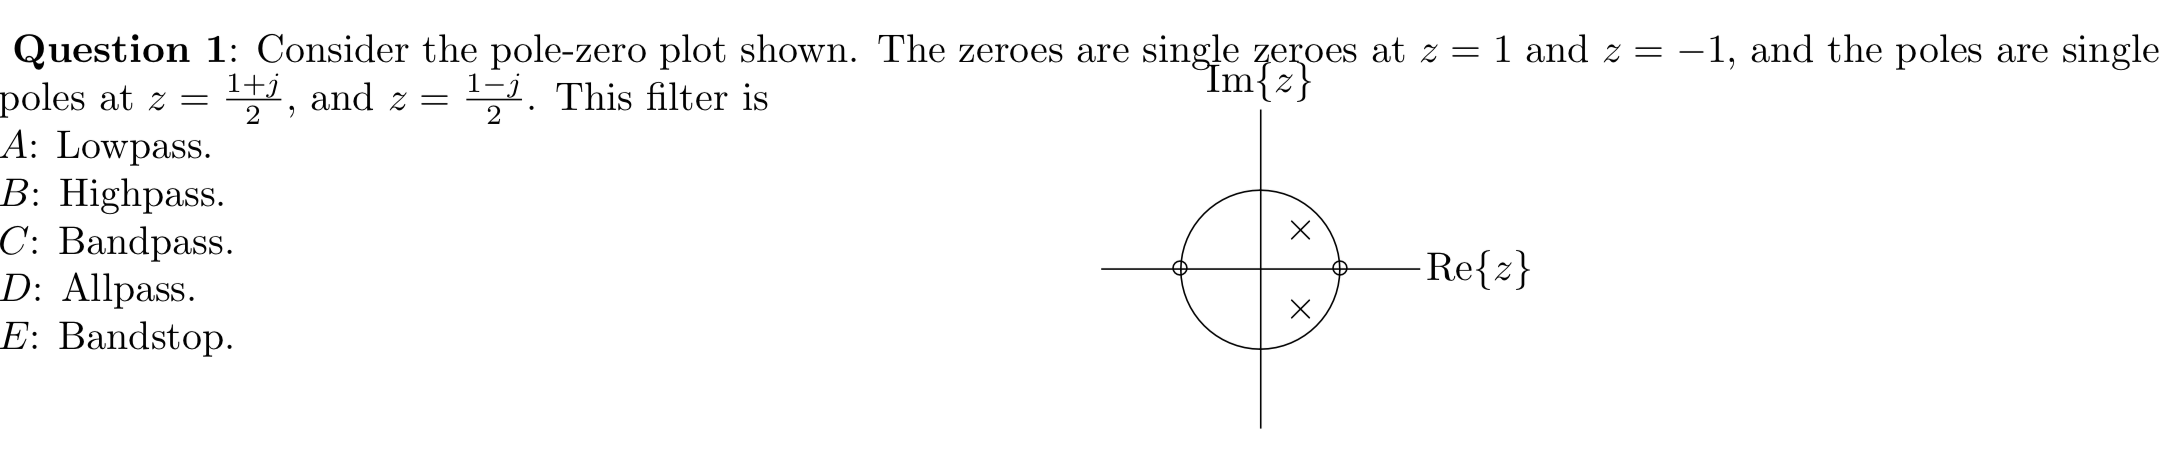 Question 1: Consider the pole-zero plot shown. The zeroes are single zeroes at z = 1 and z = −1, and the poles are single
poles at z = \frac{1+j}{2}, and z = \frac{1−j}{2}. This filter is
A: Lowpass.
B: Highpass.
C: Bandpass.
D: Allpass.
E: Bandstop.
Im{z}
Re{z}